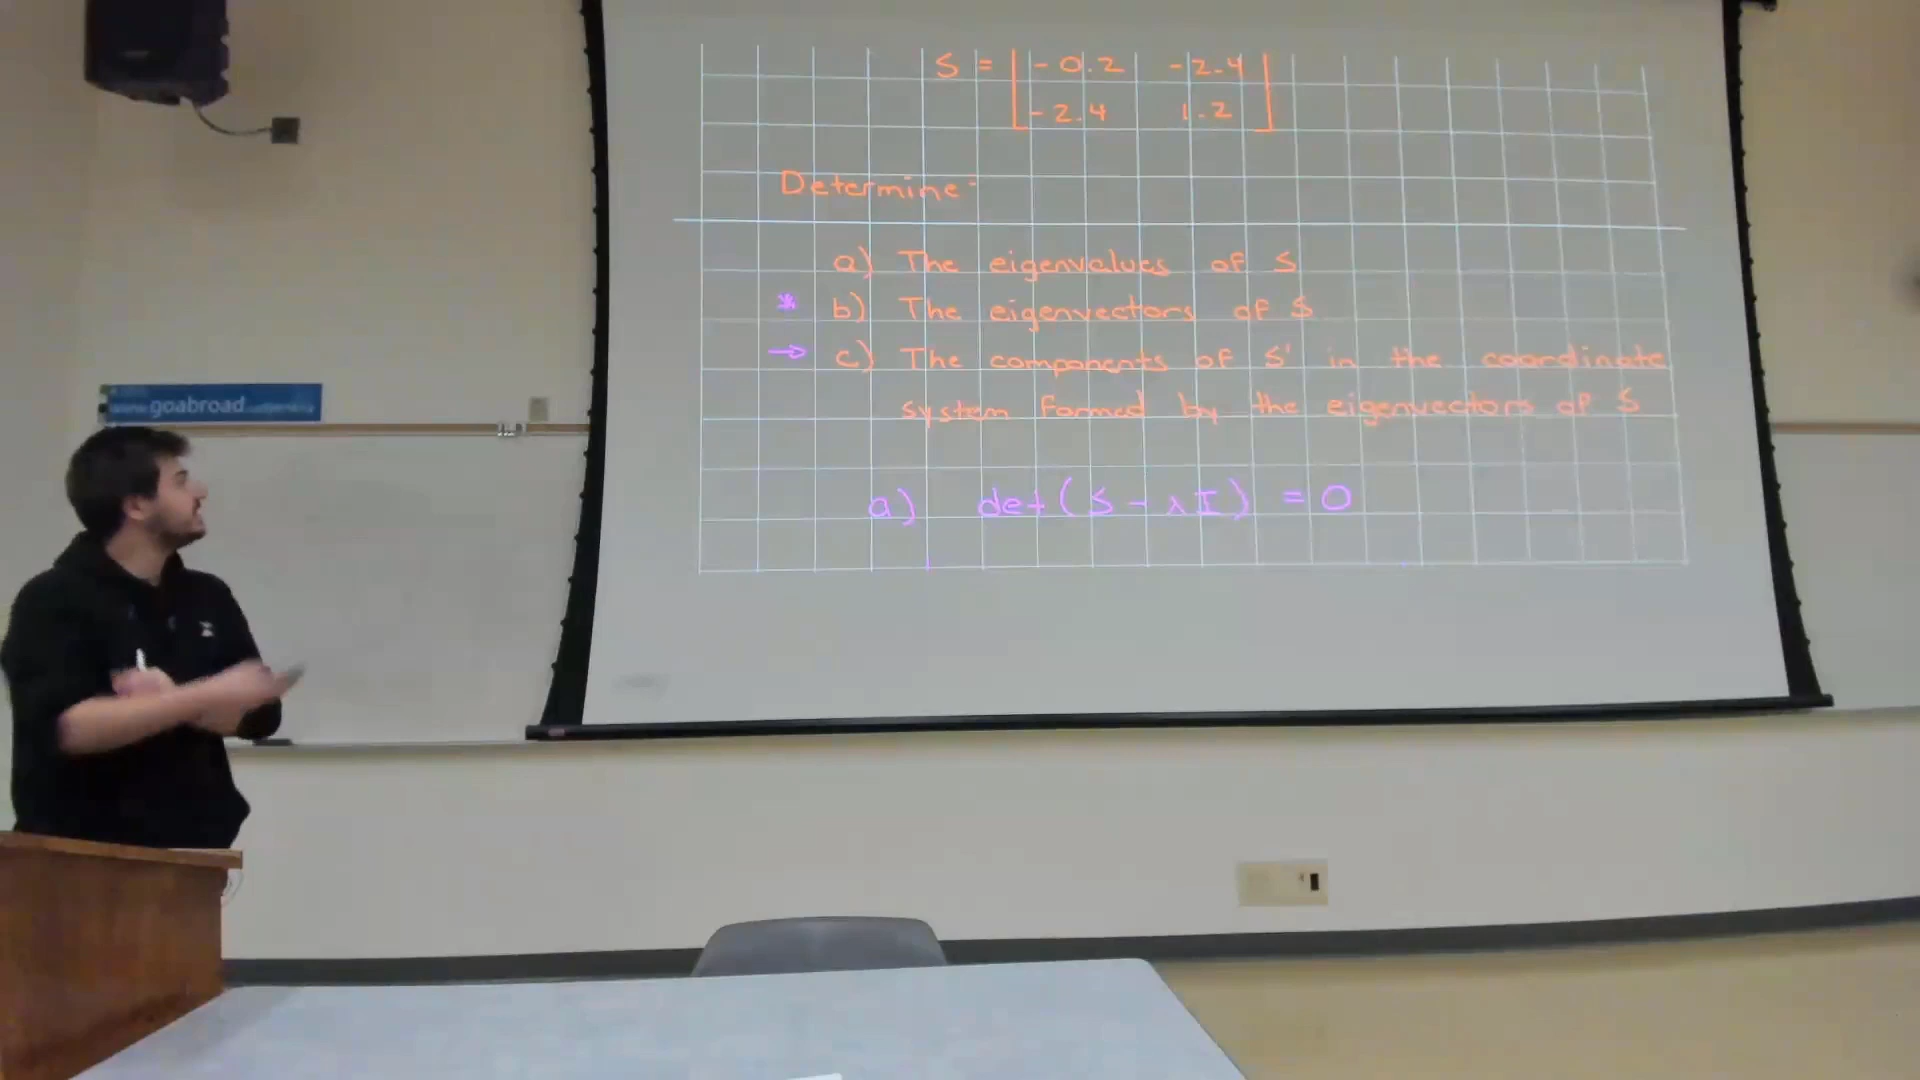 S = [ -0.2 -2.4
-2.4 1.2 ]
Determine:
a) The eigenvalues of S
* b) The eigenvectors of S
→ c) The components of S' in the coordinate
system formed by the eigenvectors of S
www.goabroad
a) det(S - λI) = 0